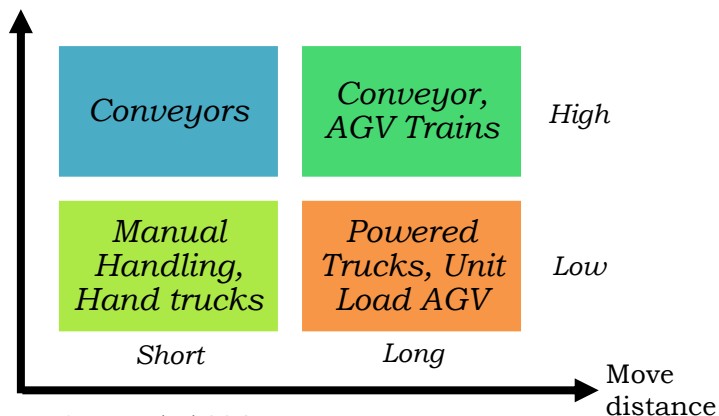 Conveyors
Conveyor,
AGV Trains
High
Manual
Handling,
Hand trucks
Powered
Trucks, Unit
Load AGV
Low
Short
Long
Move
distance